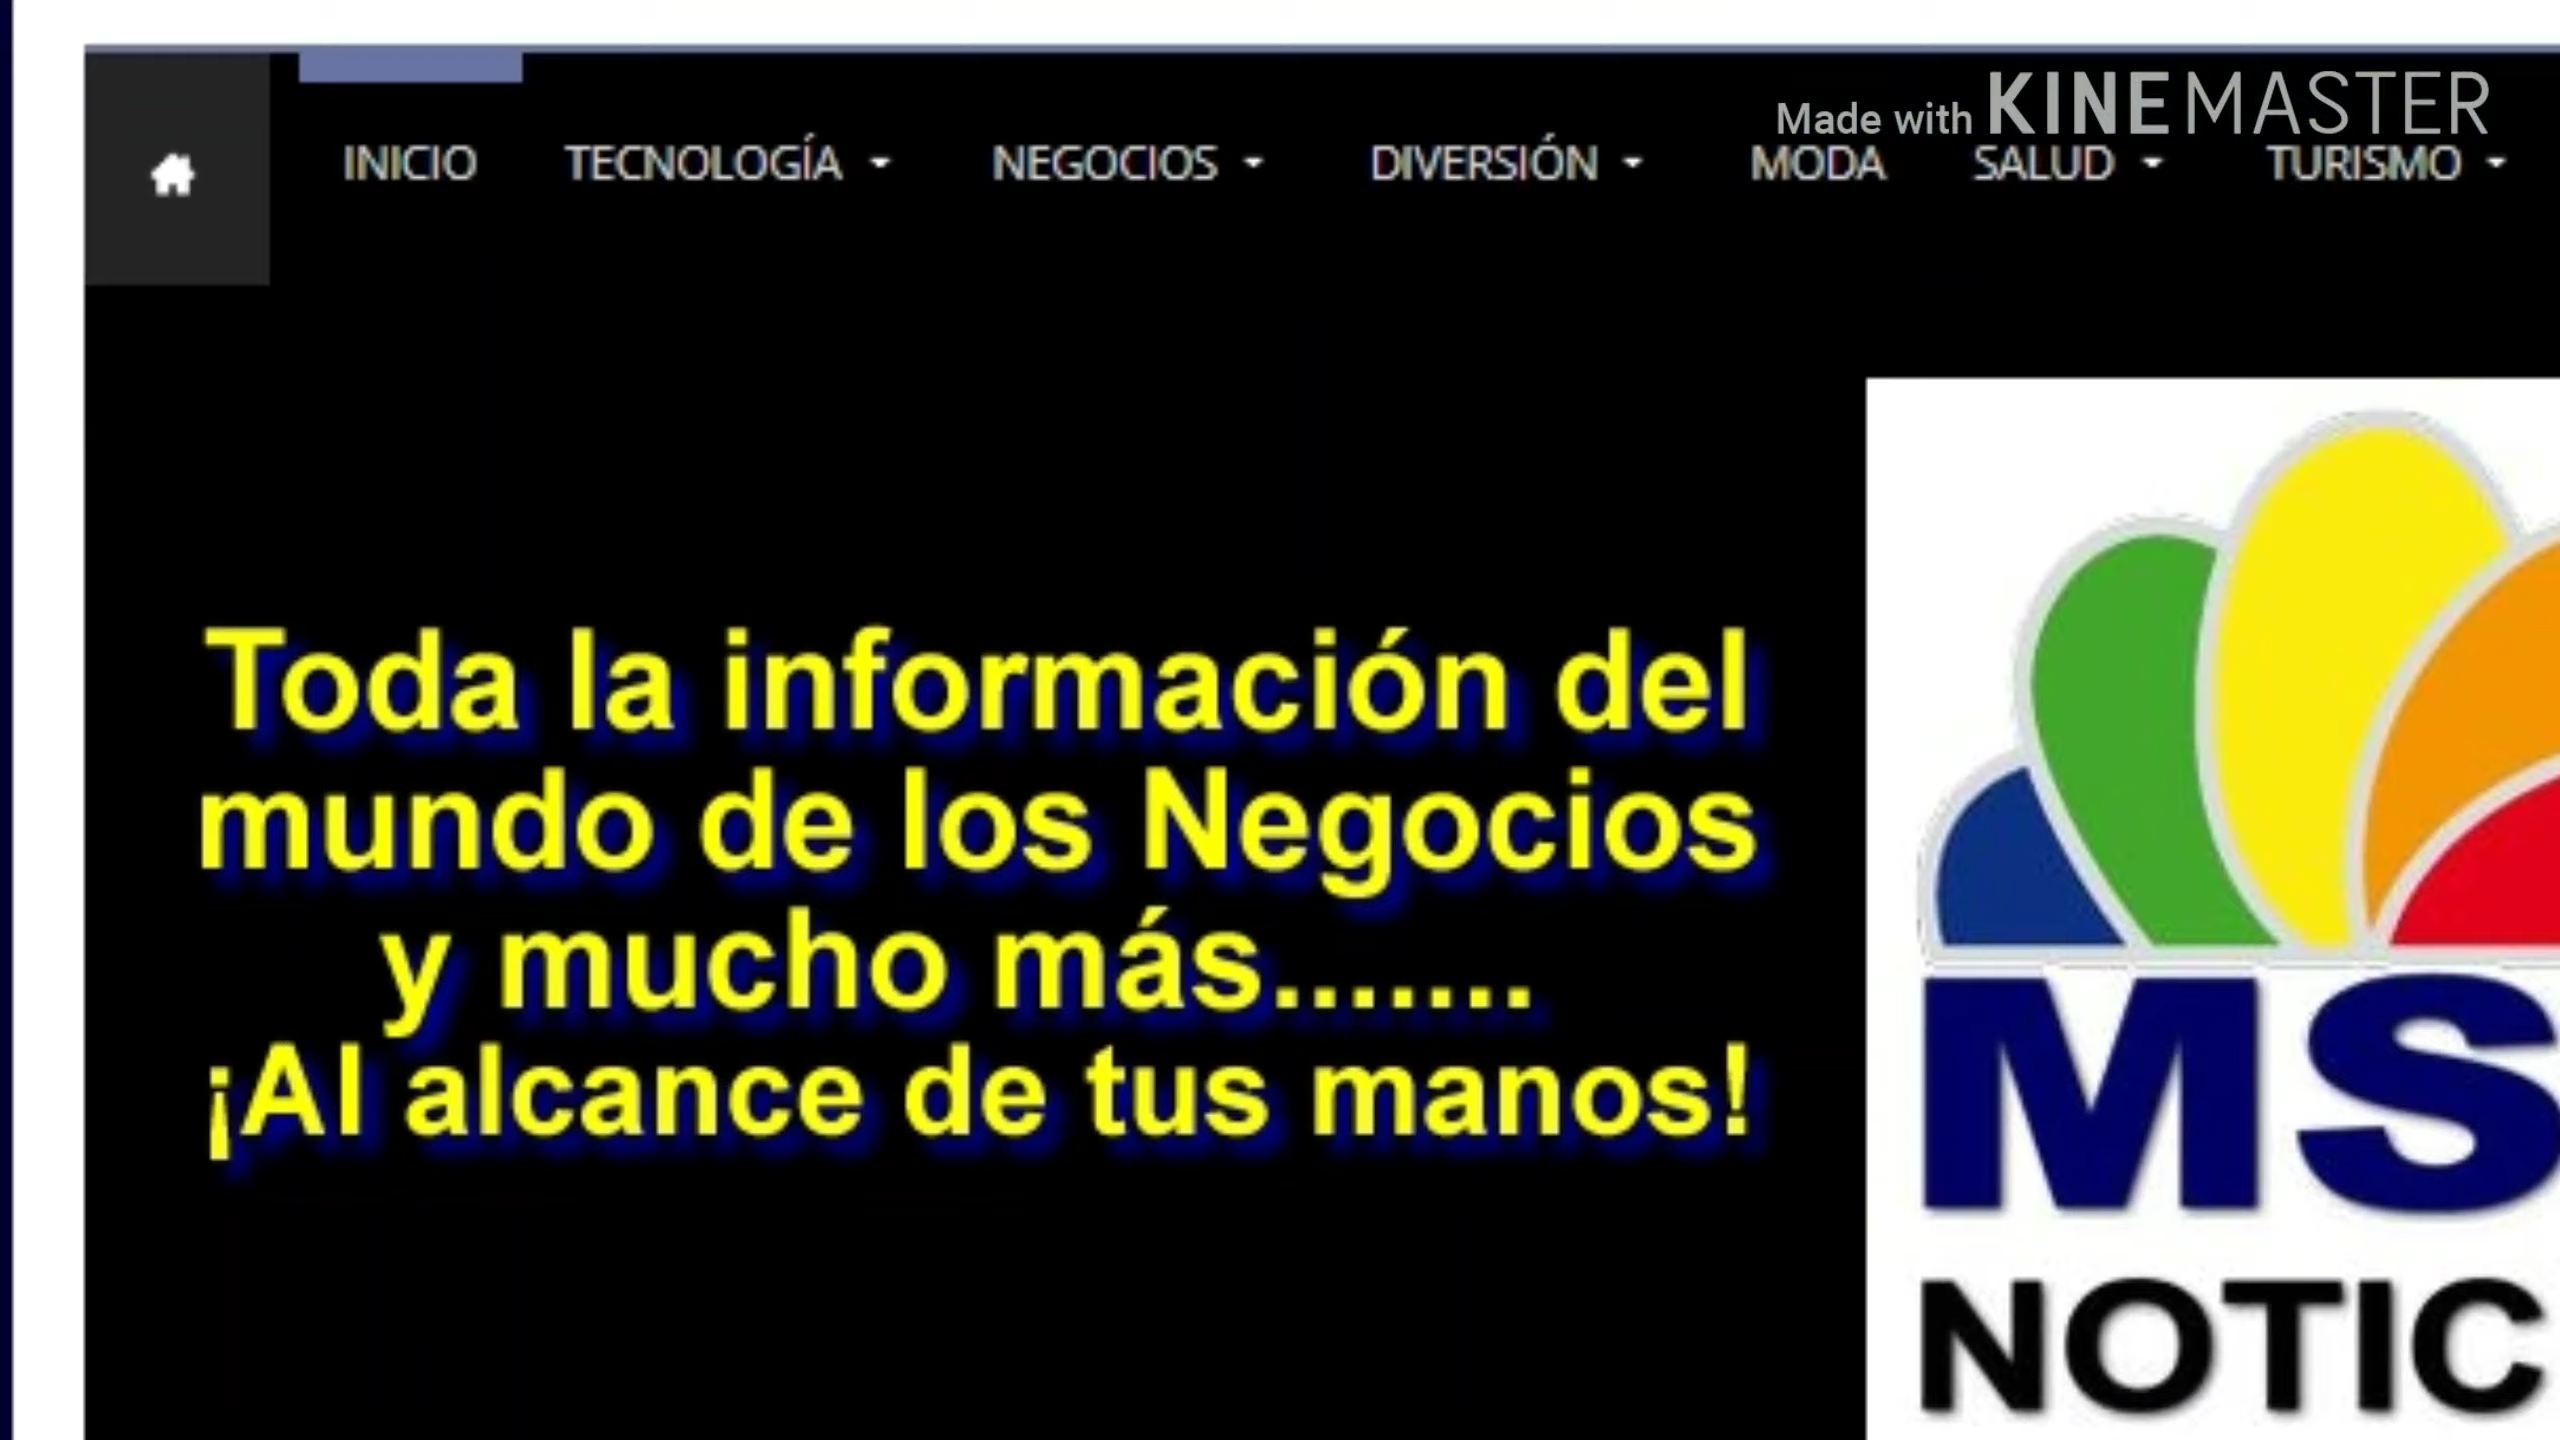 Made with KINEMASTER
INICIO TECNOLOGÍA NEGOCIOS DIVERSIÓN MODA SALUD TURISMO
Toda la información del
mundo de los Negocios
y mucho más.......
¡Al alcance de tus manos!
MS
NOTIC